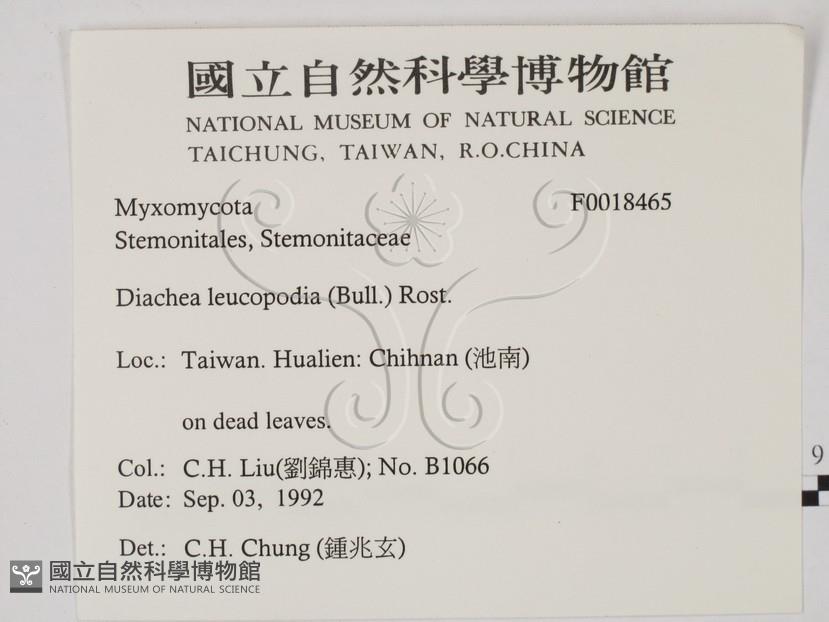 國立自然科學博物館
NATIONAL MUSEUM OF NATURAL SCIENCE
TAICHUNG, TAIWAN, R.O.CHINA
Myxomycota F0018465
Stemonitales, Stemonitaceae
Diachea leucopodia (Bull.) Rost.
Loc.: Taiwan. Hualien: Chihnan (池南)
on dead leaves.
Col.: C.H. Liu(劉錦惠); No. B1066
Date: Sep. 03, 1992
Det.: C.H. Chung (鍾兆玄)
9
國立自然科學博物館
NATIONAL MUSEUM OF NATURAL SCIENCE